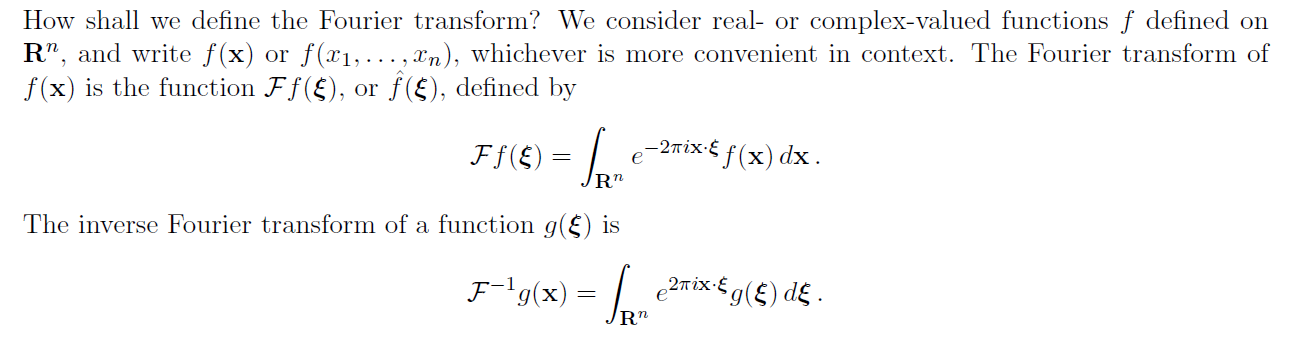 How shall we define the Fourier transform? We consider real- or complex-valued functions f defined on
Rⁿ, and write f(x) or f(x₁, . . . , xₙ), whichever is more convenient in context. The Fourier transform of
f(x) is the function ℱf(ξ), or f̂(ξ), defined by
ℱf(ξ) = ∫_{Rⁿ} e^{−2πix·ξ} f(x) dx .
The inverse Fourier transform of a function g(ξ) is
ℱ⁻¹g(x) = ∫_{Rⁿ} e^{2πix·ξ} g(ξ) dξ .